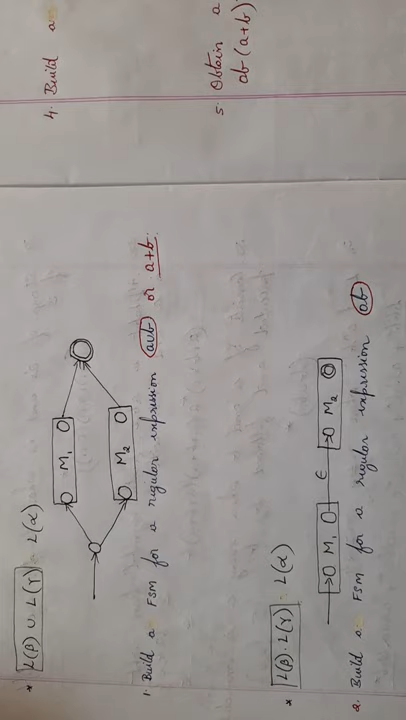 * L(β) ∪ L(γ) = L(α)
M₁
M₂
1. Build a FSM for a regular expression (a∪b) or a+b.
* L(β) . L(γ) = L(α)
M₁ ϵ M₂
2. Build a FSM for a regular expression (ab)
4. Build a
5. Obtain a
ab(a+b)